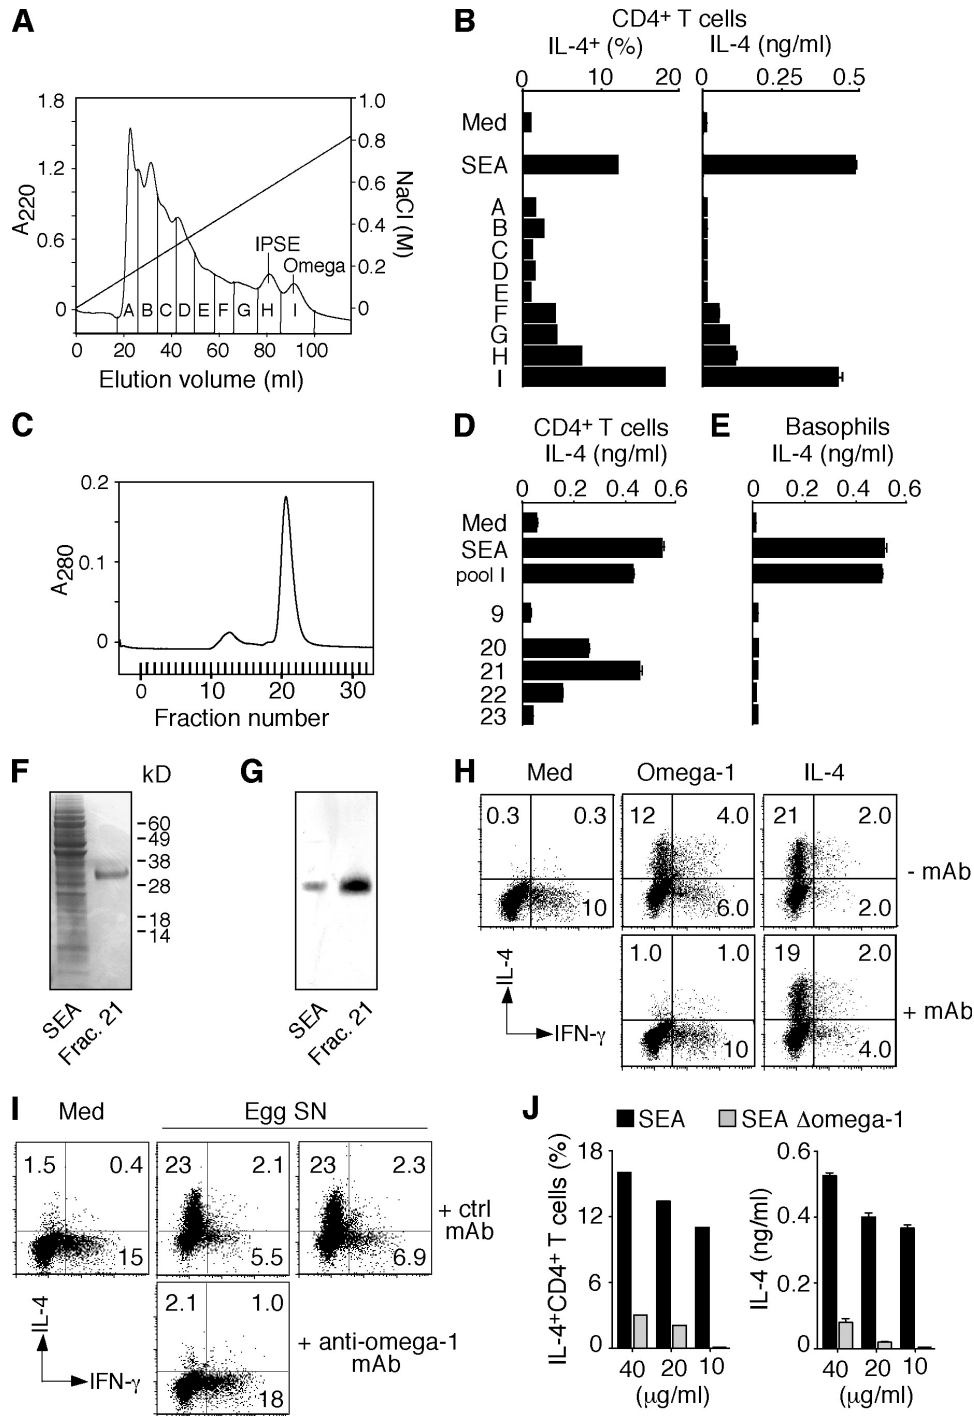 A
1.8
1.2
0.6
0
A220
1.0
0.8
0.6
0.4
0.2
0
NaCl (M)
IPSE
Omega
A B C D E F G H I
0 20 40 60 80 100
Elution volume (ml)
B
CD4+ T cells
IL-4+ (%) IL-4 (ng/ml)
0 10 20 0 0.25 0.5
Med
SEA
A
B
C
D
E
F
G
H
I
C
0.2
0.1
0
A280
0 10 20 30
Fraction number
D
CD4+ T cells
IL-4 (ng/ml)
0 0.2 0.4 0.6
Med
SEA
pool I
9
20
21
22
23
E
Basophils
IL-4 (ng/ml)
0 0.2 0.4 0.6
F
kD
-60
-49
-38
-28
-18
-14
SEA
Frac. 21
G
SEA
Frac. 21
H
Med Omega-1 IL-4
0.3 0.3 12 4.0 21 2.0
- mAb
10 6.0 2.0
1.0 1.0 19 2.0
+ mAb
10 4.0
IL-4
IFN-γ
I
Med Egg SN
1.5 0.4 23 2.1 23 2.3
+ ctrl
mAb
15 5.5 6.9
2.1 1.0
+ anti-omega-1
mAb
18
IL-4
IFN-γ
J
SEA SEA Δomega-1
IL-4+CD4+ T cells (%)
18
12
6
0
40 20 10
(μg/ml)
IL-4 (ng/ml)
0.6
0.4
0.2
0
40 20 10
(μg/ml)